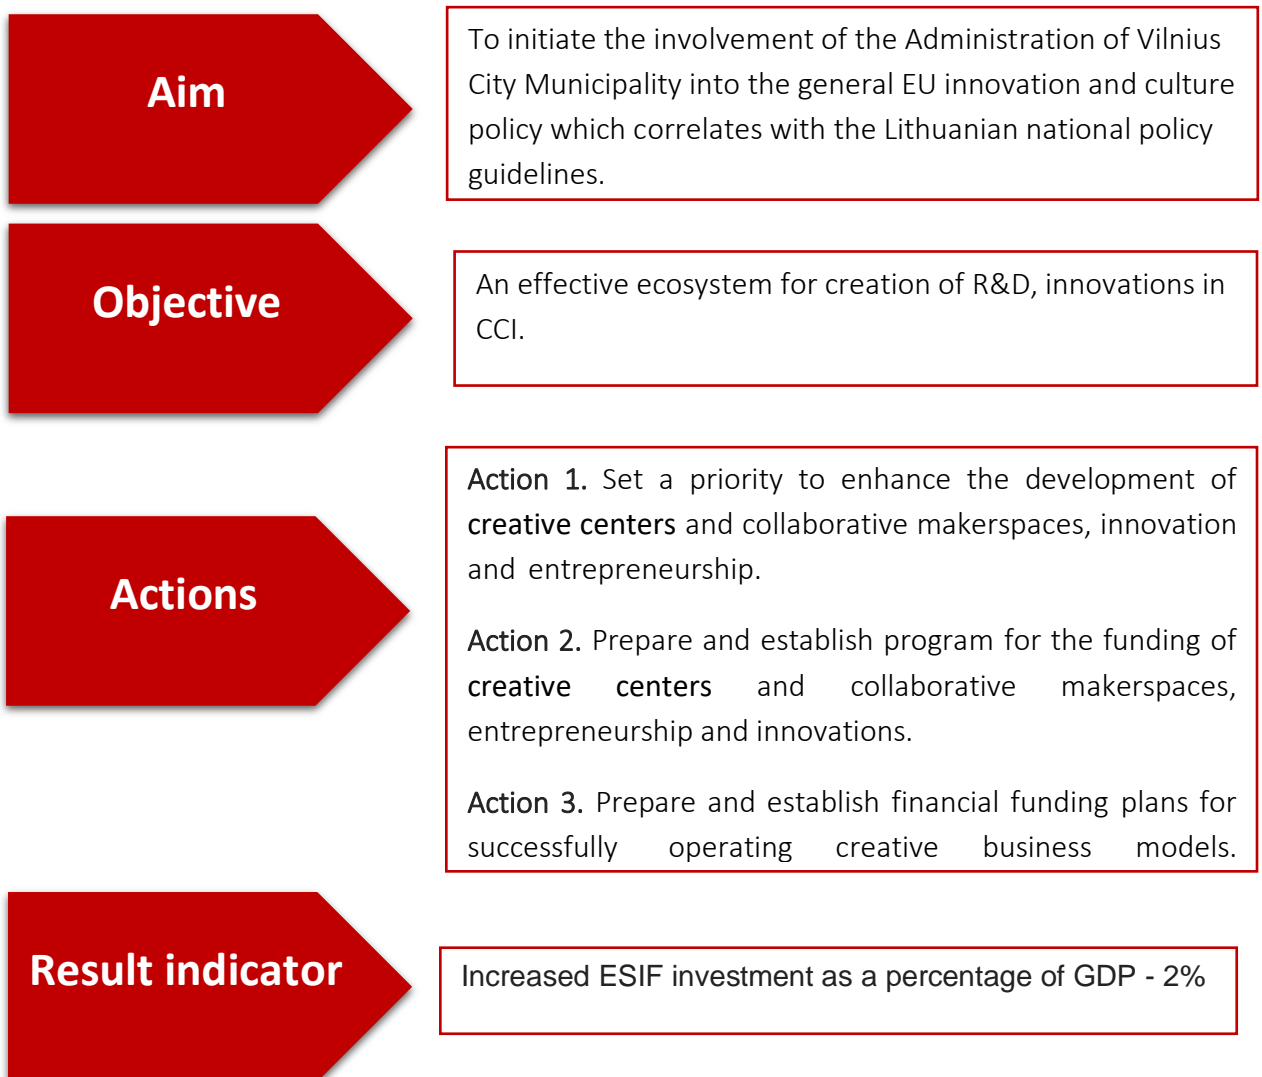 Aim
To initiate the involvement of the Administration of Vilnius
City Municipality into the general EU innovation and culture
policy which correlates with the Lithuanian national policy
guidelines.
Objective
An effective ecosystem for creation of R&D, innovations in
CCI.
Actions
Action 1. Set a priority to enhance the development of
creative centers and collaborative makerspaces, innovation
and entrepreneurship.
Action 2. Prepare and establish program for the funding of
creative centers and collaborative makerspaces,
entrepreneurship and innovations.
Action 3. Prepare and establish financial funding plans for
successfully operating creative business models.
Result indicator
Increased ESIF investment as a percentage of GDP - 2%